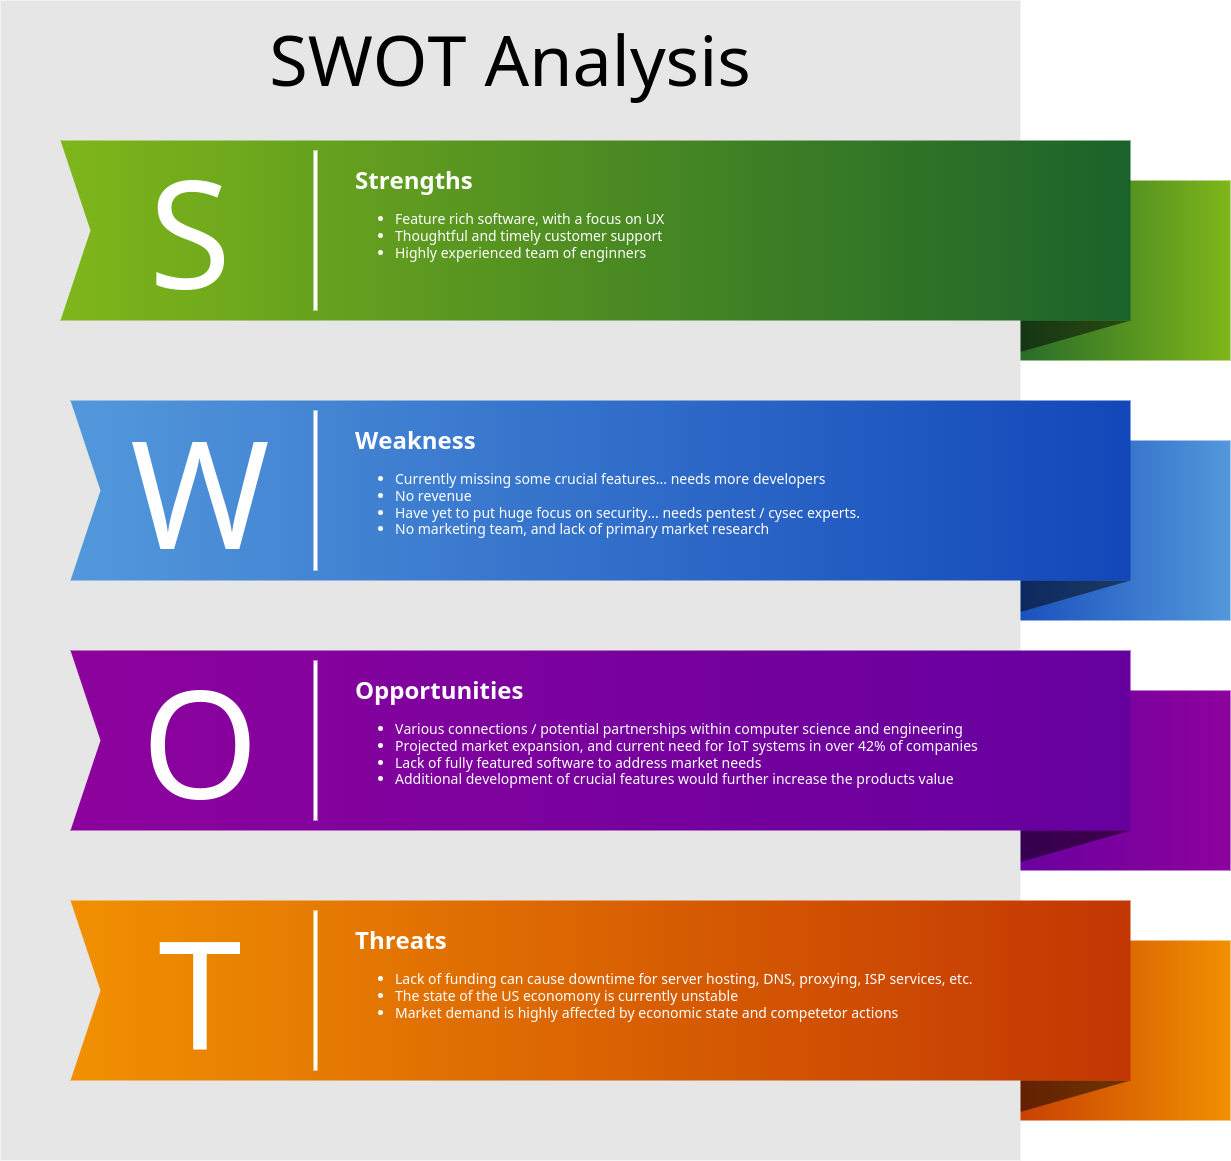 SWOT Analysis
S
Strengths
• Feature rich software, with a focus on UX
• Thoughtful and timely customer support
• Highly experienced team of enginners
W
Weakness
• Currently missing some crucial features... needs more developers
• No revenue
• Have yet to put huge focus on security... needs pentest / cysec experts.
• No marketing team, and lack of primary market research
O
Opportunities
• Various connections / potential partnerships within computer science and engineering
• Projected market expansion, and current need for IoT systems in over 42% of companies
• Lack of fully featured software to address market needs
• Additional development of crucial features would further increase the products value
T
Threats
• Lack of funding can cause downtime for server hosting, DNS, proxying, ISP services, etc.
• The state of the US economony is currently unstable
• Market demand is highly affected by economic state and competetor actions